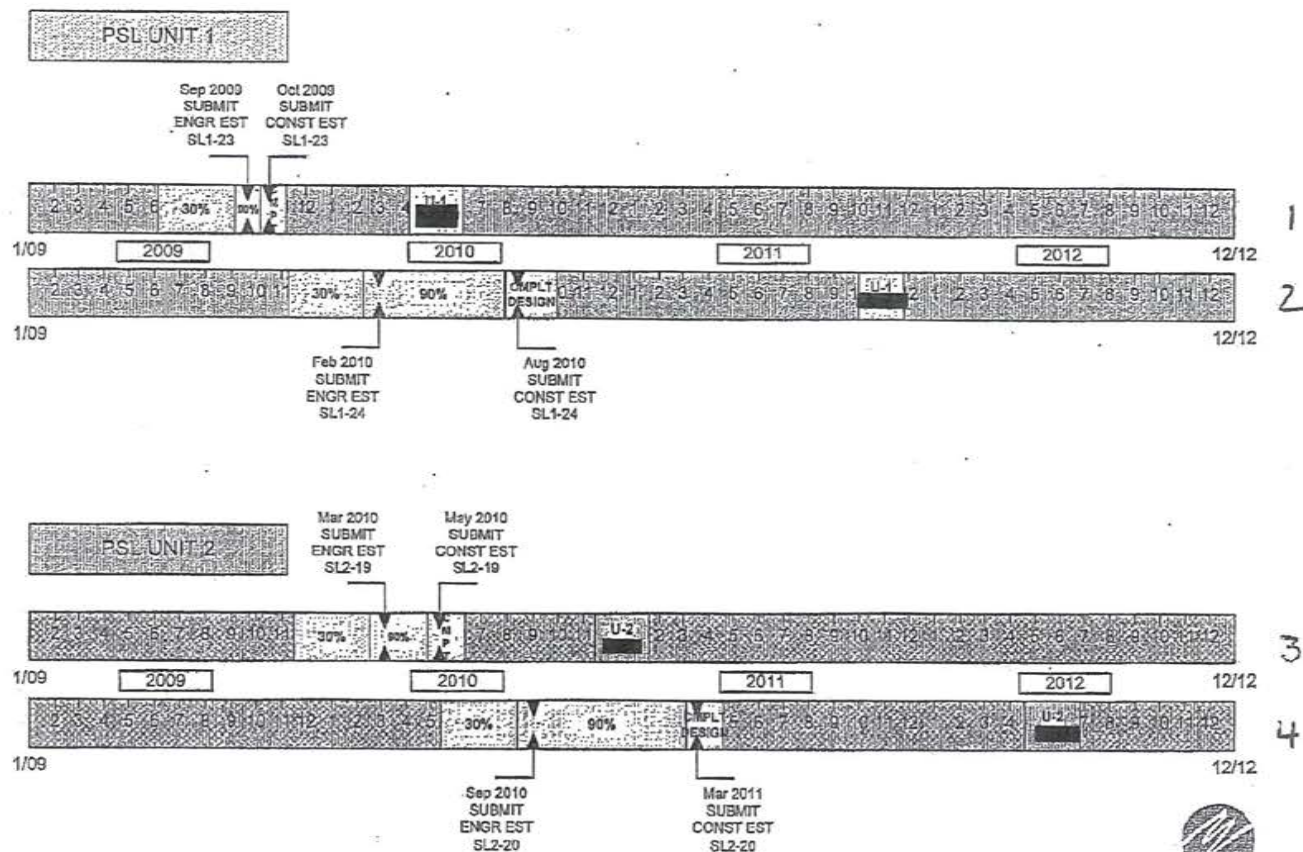 PSL UNIT 1
Sep 2009
SUBMIT
ENGR EST
SL1-23
Oct 2009
SUBMIT
CONST EST
SL1-23
2 3 4 5 6 30% 90% 12 1 2 3 4 U-1 7 8 9 10 11 12 1 2 3 4 5 6 7 8 9 10 11 12 1 2 3 4 5 6 7 8 9 10 11 12
1
1/09 2009 2010 2011 2012 12/12
2 3 4 5 6 7 8 9 10 11 30% 90% CMPLT DESIGN 11 12 1 2 3 4 5 6 7 8 9 U-1 1 2 3 4 5 6 7 8 9 10 11 12
2
1/09 12/12
Feb 2010
SUBMIT
ENGR EST
SL1-24
Aug 2010
SUBMIT
CONST EST
SL1-24
PSL UNIT 2
Mar 2010
SUBMIT
ENGR EST
SL2-19
May 2010
SUBMIT
CONST EST
SL2-19
2 3 4 5 6 7 8 9 10 11 30% 90% 7 8 9 10 11 U-2 2 3 4 5 6 7 8 9 10 11 12 1 2 3 4 5 6 7 8 9 10 11 12
3
1/09 2009 2010 2011 2012 12/12
2 3 4 5 6 7 8 9 10 11 12 1 2 3 4 5 30% 90% CMPLT DESIGN 5 6 7 8 9 10 11 12 1 2 3 4 U-2 7 8 9 10 11 12
4
1/09 12/12
Sep 2010
SUBMIT
ENGR EST
SL2-20
Mar 2011
SUBMIT
CONST EST
SL2-20